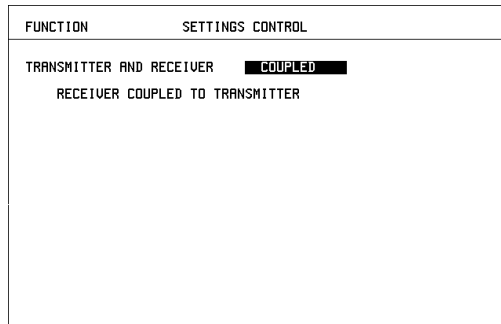 FUNCTION SETTINGS CONTROL
TRANSMITTER AND RECEIVER COUPLED
RECEIVER COUPLED TO TRANSMITTER